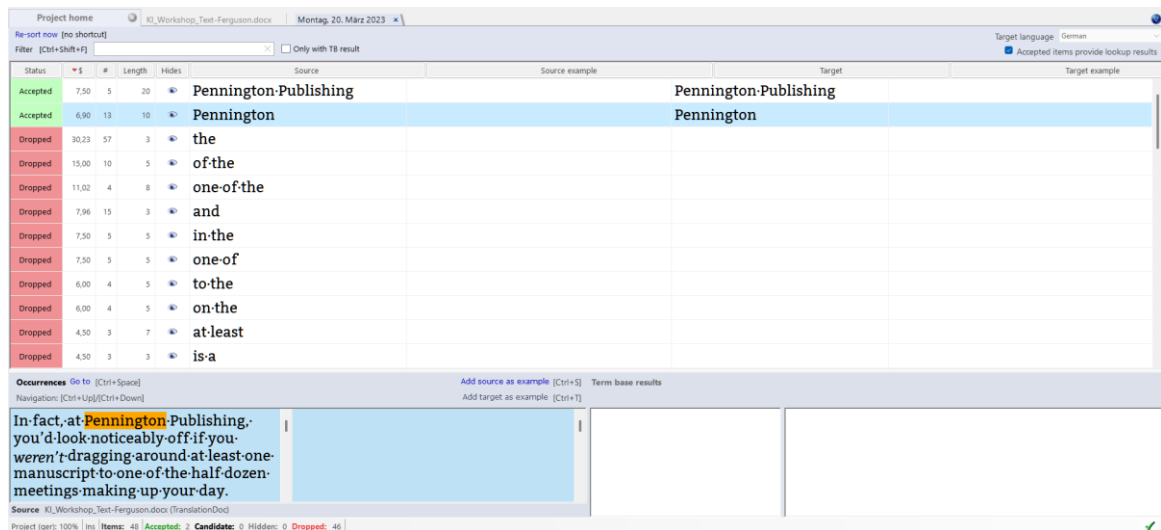 Project home KI_Workshop_Text-Ferguson.docx Montag, 20. März 2023 ×
Re-sort now [no shortcut] Target language German
Filter [Ctrl+Shift+F] Only with TB result Accepted items provide lookup results
Status $ # Length Hides Source Source example Target Target example
Accepted 7,50 5 20 Pennington·Publishing Pennington·Publishing
Accepted 6,90 13 10 Pennington Pennington
Dropped 30,23 57 3 the
Dropped 15,00 10 5 of·the
Dropped 11,02 4 8 one·of·the
Dropped 7,96 15 3 and
Dropped 7,50 5 5 in·the
Dropped 7,50 5 5 one·of
Dropped 6,00 4 5 to·the
Dropped 6,00 4 5 on·the
Dropped 4,50 3 7 at·least
Dropped 4,50 3 3 is·a
Occurrences Go to [Ctrl+Space] Add source as example [Ctrl+S] Term base results
Navigation: [Ctrl+Up]/[Ctrl+Down] Add target as example [Ctrl+T]
In·fact,·at·Pennington·Publishing,·
you'd·look·noticeably·off·if·you·
weren't·dragging·around·at·least·one·
manuscript·to·one·of·the·half·dozen·
meetings·making·up·your·day.
Source KI_Workshop_Text-Ferguson.docx (TranslationDoc)
Project (ger): 100% Ins Items: 48 Accepted: 2 Candidate: 0 Hidden: 0 Dropped: 46